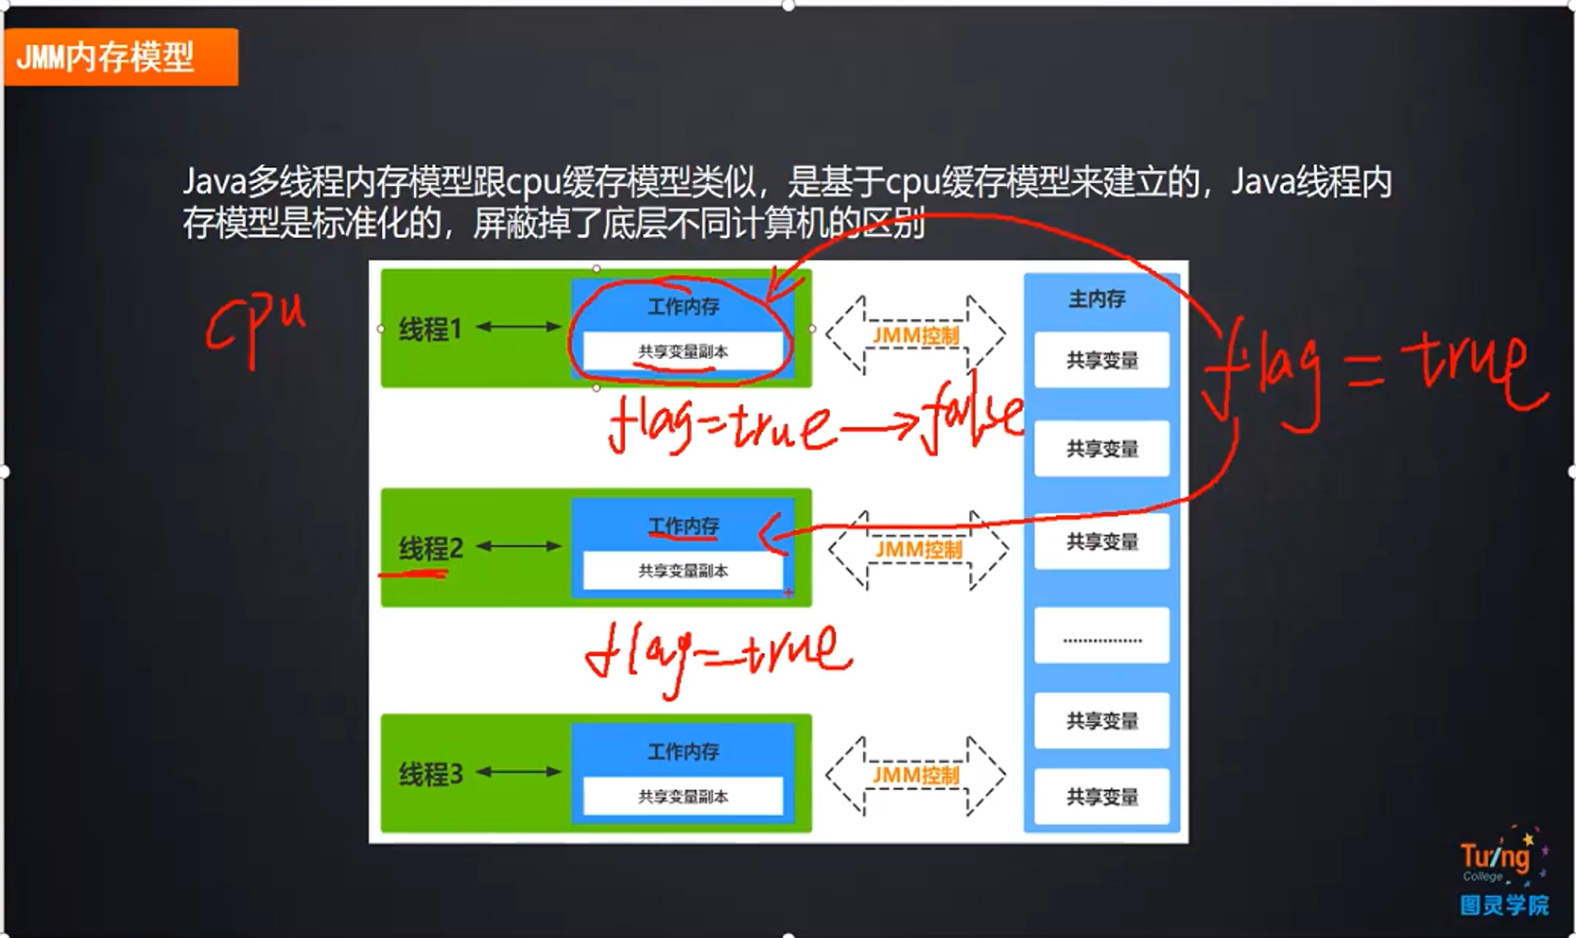 JMM内存模型
Java多线程内存模型跟cpu缓存模型类似，是基于cpu缓存模型来建立的，Java线程内
存模型是标准化的，屏蔽掉了底层不同计算机的区别
cpu
线程1
工作内存
共享变量副本
JMM控制
主内存
共享变量
flag=true
flag=true→false
共享变量
线程2
工作内存
共享变量副本
JMM控制
共享变量
flag=true
................
线程3
工作内存
共享变量副本
JMM控制
共享变量
共享变量
Tuling
College
图灵学院